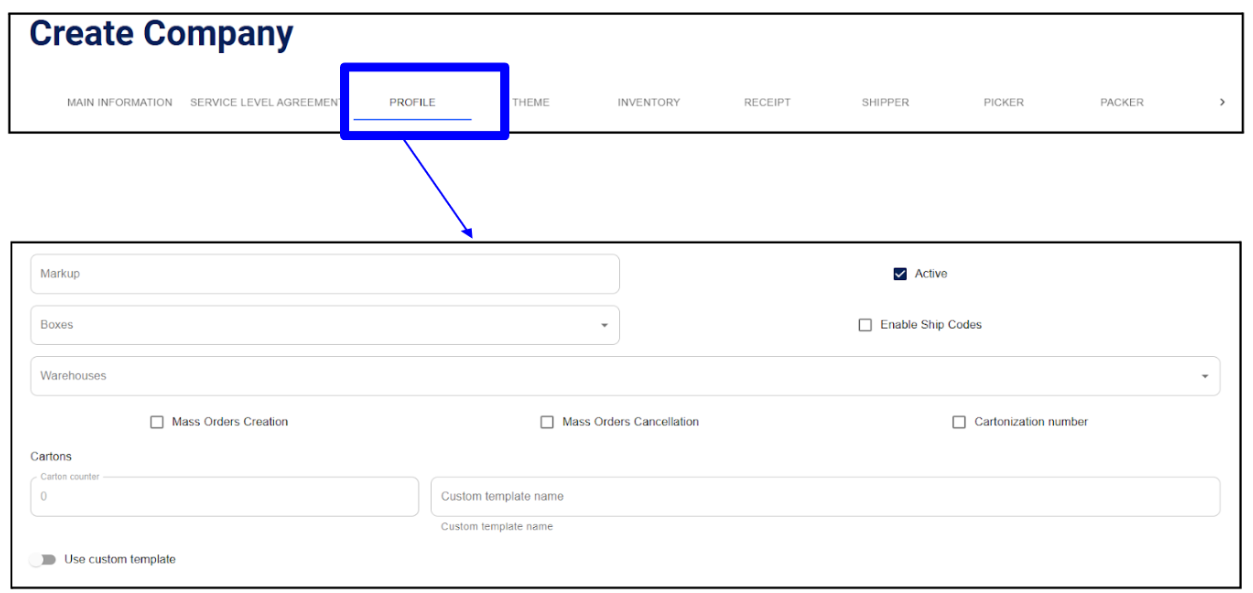 Create Company
MAIN INFORMATION SERVICE LEVEL AGREEMEN PROFILE THEME INVENTORY RECEIPT SHIPPER PICKER PACKER >
Markup Active
Boxes Enable Ship Codes
Warehouses
Mass Orders Creation Mass Orders Cancellation Cartonization number
Cartons
Carton counter
0 Custom template name
Custom template name
Use custom template